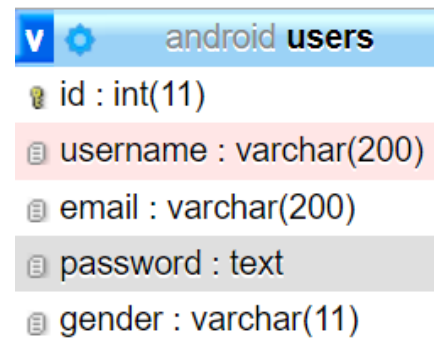 v android users
id : int(11)
username : varchar(200)
email : varchar(200)
password : text
gender : varchar(11)